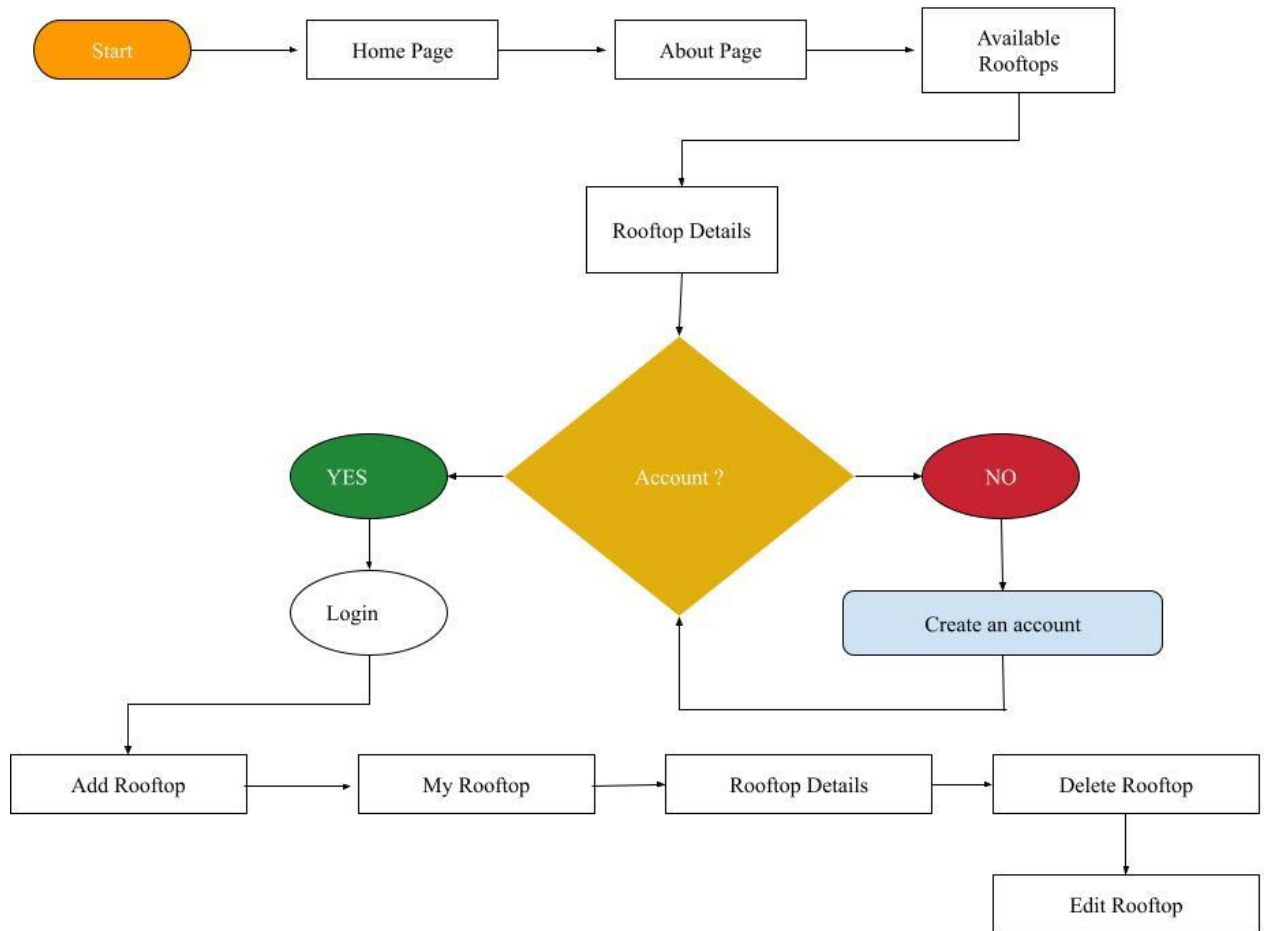 Start
Home Page
About Page
Available
Rooftops
Rooftop Details
Account ?
YES
NO
Login
Create an account
Add Rooftop
My Rooftop
Rooftop Details
Delete Rooftop
Edit Rooftop